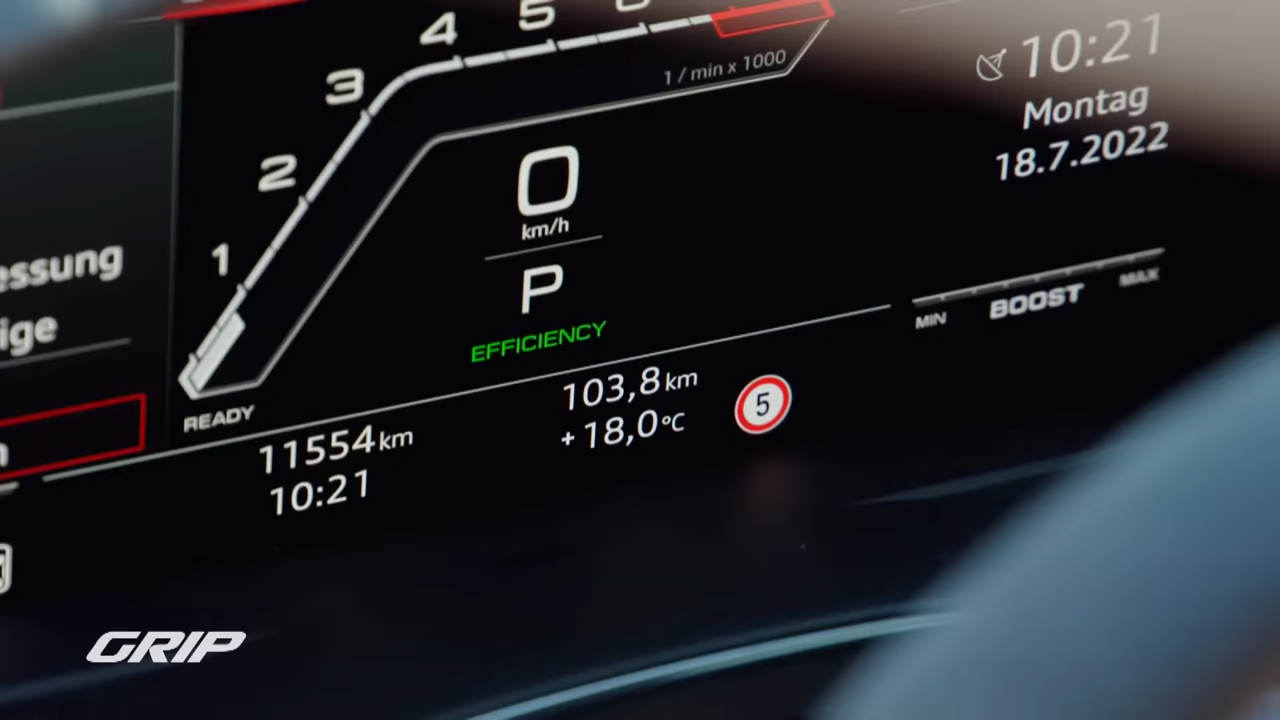 4 5
3
2
1
1 / min x 1000
10:21
Montag
18.7.2022
0
km/h
P
EFFICIENCY
essung
ige
MIN BOOST MAX
READY
103,8 km
+ 18,0 °C
5
11554 km
10:21
GRIP